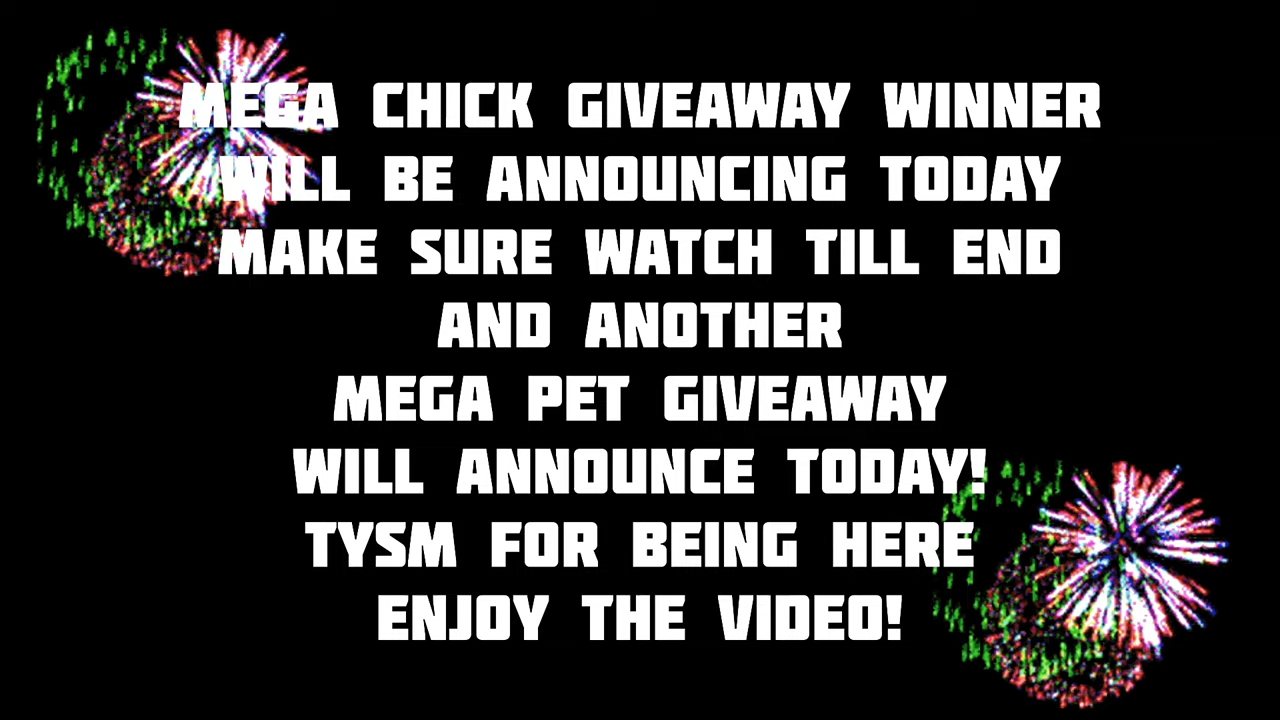 MEGA CHICK GIVEAWAY WINNER
WILL BE ANNOUNCING TODAY
MAKE SURE WATCH TILL END
AND ANOTHER
MEGA PET GIVEAWAY
WILL ANNOUNCE TODAY!
TYSM FOR BEING HERE
ENJOY THE VIDEO!